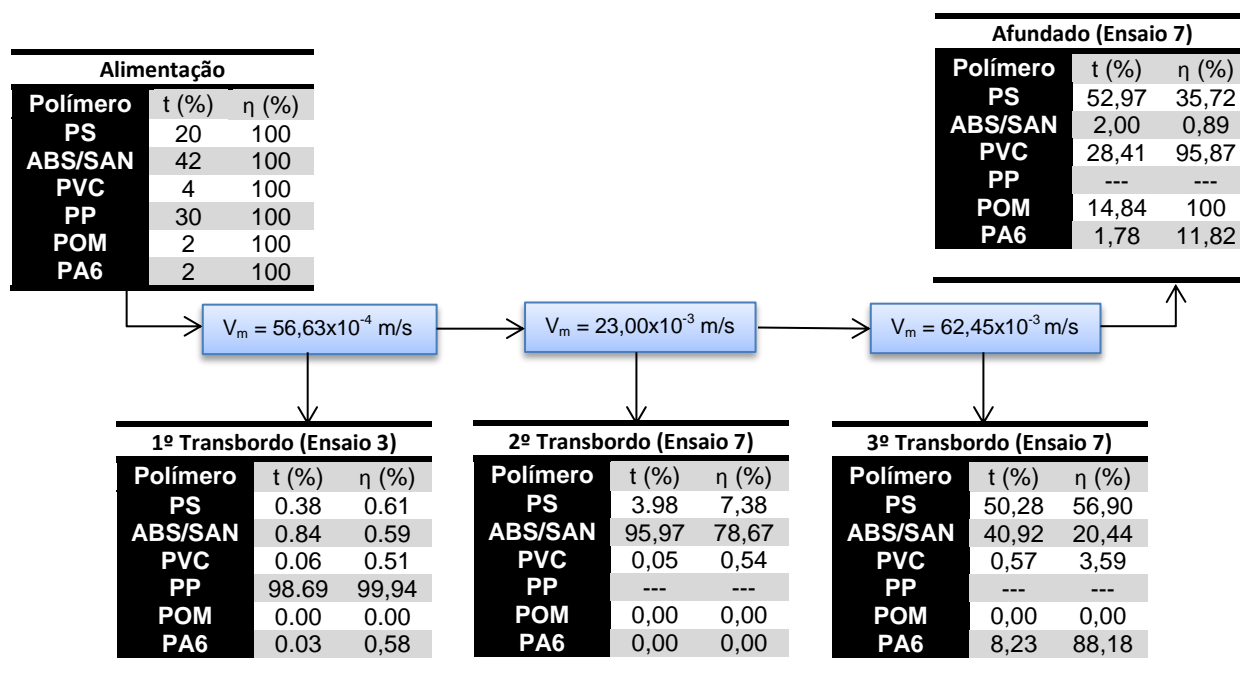 Alimentação
Polímero t (%) η (%)
PS 20 100
ABS/SAN 42 100
PVC 4 100
PP 30 100
POM 2 100
PA6 2 100
Afundado (Ensaio 7)
Polímero t (%) η (%)
PS 52,97 35,72
ABS/SAN 2,00 0,89
PVC 28,41 95,87
PP --- ---
POM 14,84 100
PA6 1,78 11,82
Vm = 56,63x10-4 m/s
Vm = 23,00x10-3 m/s
Vm = 62,45x10-3 m/s
1º Transbordo (Ensaio 3)
Polímero t (%) η (%)
PS 0.38 0.61
ABS/SAN 0.84 0.59
PVC 0.06 0.51
PP 98.69 99,94
POM 0.00 0.00
PA6 0.03 0,58
2º Transbordo (Ensaio 7)
Polímero t (%) η (%)
PS 3.98 7,38
ABS/SAN 95,97 78,67
PVC 0,05 0,54
PP --- ---
POM 0,00 0,00
PA6 0,00 0,00
3º Transbordo (Ensaio 7)
Polímero t (%) η (%)
PS 50,28 56,90
ABS/SAN 40,92 20,44
PVC 0,57 3,59
PP --- ---
POM 0,00 0,00
PA6 8,23 88,18